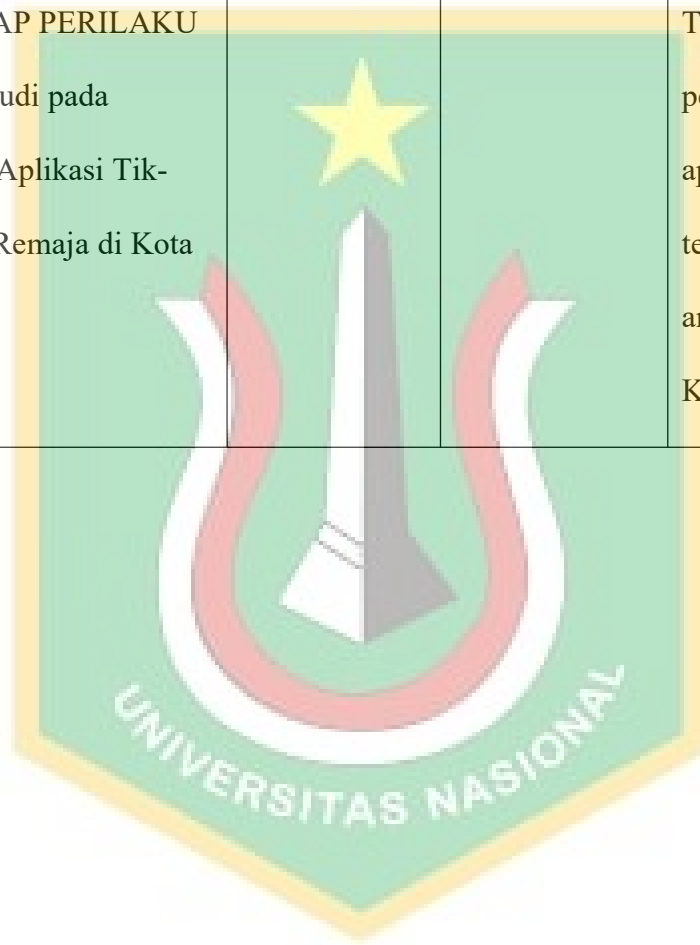 AP PERILAKU
udi pada
Aplikasi Tik-
Remaja di Kota
T
K
UNIVERSITAS NASIONAL